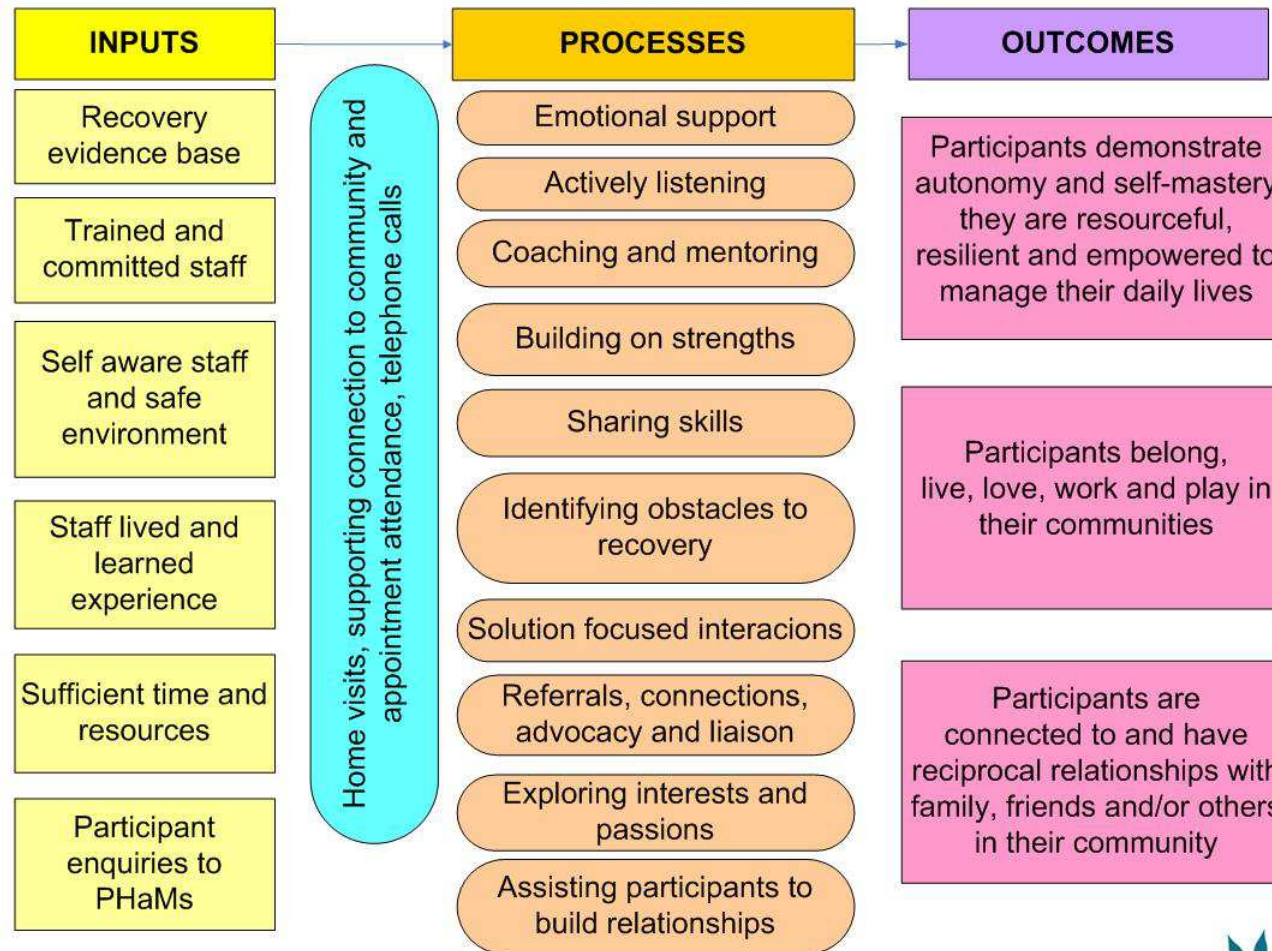 INPUTS
PROCESSES
OUTCOMES
Recovery
evidence base
Trained and
committed staff
Self aware staff
and safe
environment
Staff lived and
learned
experience
Sufficient time and
resources
Participant
enquiries to
PHaMs
Home visits, supporting connection to community and
appointment attendance, telephone calls
Emotional support
Actively listening
Coaching and mentoring
Building on strengths
Sharing skills
Identifying obstacles to
recovery
Solution focused interacions
Referrals, connections,
advocacy and liaison
Exploring interests and
passions
Assisting participants to
build relationships
Participants demonstrate
autonomy and self-mastery
they are resourceful,
resilient and empowered to
manage their daily lives
Participants belong,
live, love, work and play in
their communities
Participants are
connected to and have
reciprocal relationships with
family, friends and/or others
in their community